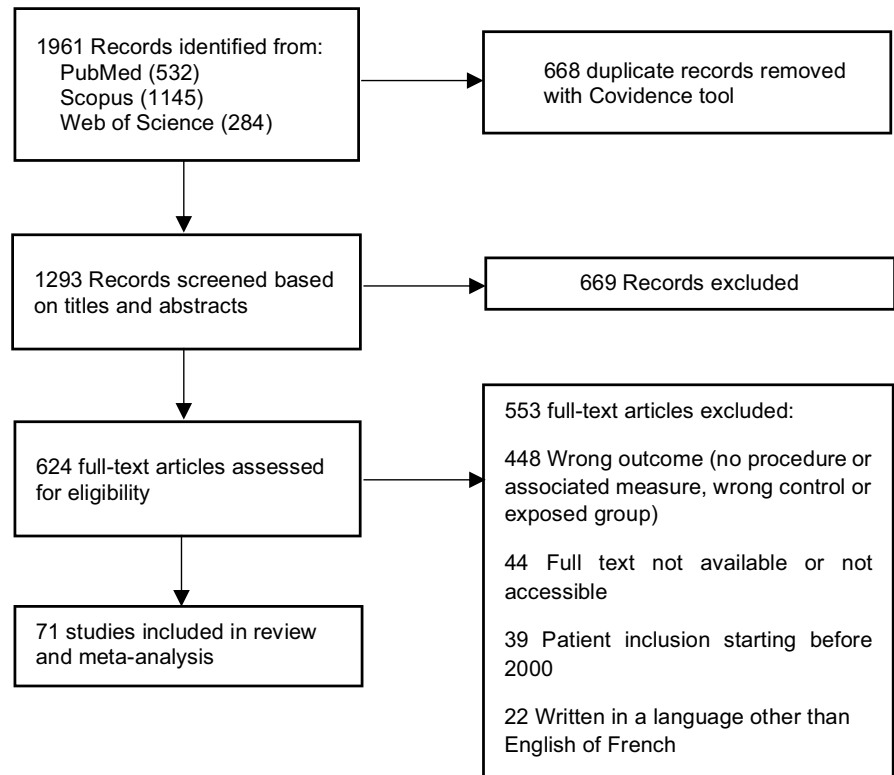 1961 Records identified from:
PubMed (532)
Scopus (1145)
Web of Science (284)
668 duplicate records removed
with Covidence tool
1293 Records screened based
on titles and abstracts
669 Records excluded
624 full-text articles assessed
for eligibility
553 full-text articles excluded:
448 Wrong outcome (no procedure or
associated measure, wrong control or
exposed group)
44 Full text not available or not
accessible
39 Patient inclusion starting before
2000
22 Written in a language other than
English of French
71 studies included in review
and meta-analysis